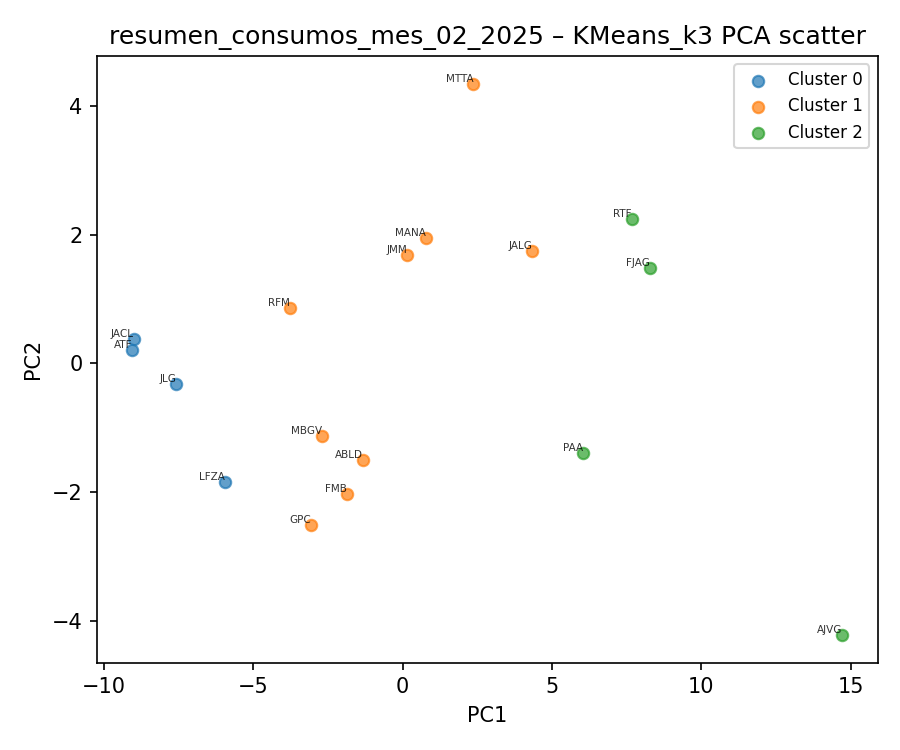 resumen_consumos_mes_02_2025 – KMeans_k3 PCA scatter
Cluster 0
Cluster 1
Cluster 2
MTTA
RTF
MANA
JMM
JALG
FJAG
RFM
JACL
ATF
JLG
MBGV
ABLD
PAA
LFZA
FMB
GPC
AJVG
4
2
0
−2
−4
PC2
−10
−5
0
5
10
15
PC1